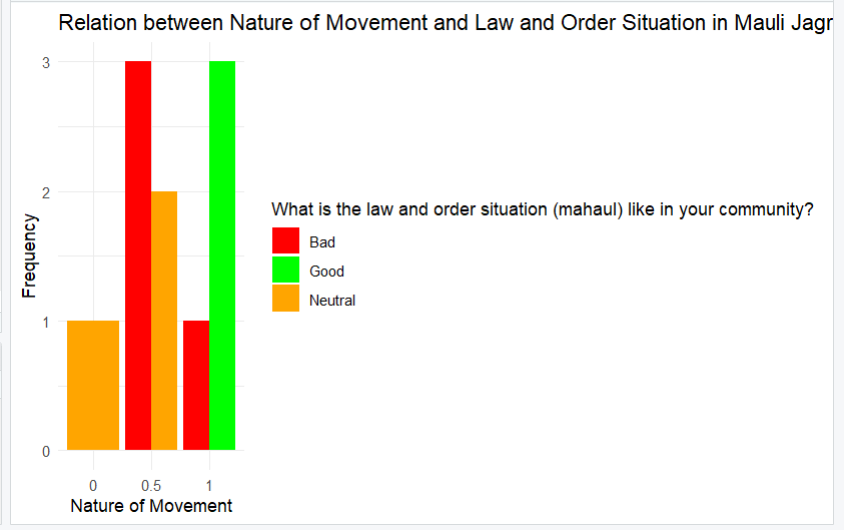 Relation between Nature of Movement and Law and Order Situation in Mauli Jagr
3
2
1
0
Frequency
0 0.5 1
Nature of Movement
What is the law and order situation (mahaul) like in your community?
Bad
Good
Neutral